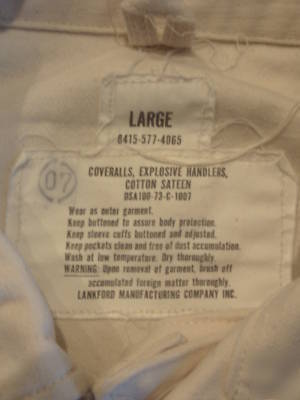 LARGE
8415-577-4065
07
COVERALLS, EXPLOSIVE HANDLERS,
COTTON SATEEN
DSA100-73-C-1007
Wear as outer garment.
Keep buttoned to assure body protection.
Keep sleeve cuffs buttoned and adjusted.
Keep pockets clean and free of dust accumulation.
Wash at low temperature. Dry thoroughly.
WARNING: Upon removal of garment, brush off
accumulated foreign matter thoroughly.
LANKFORD MANUFACTURING COMPANY INC.